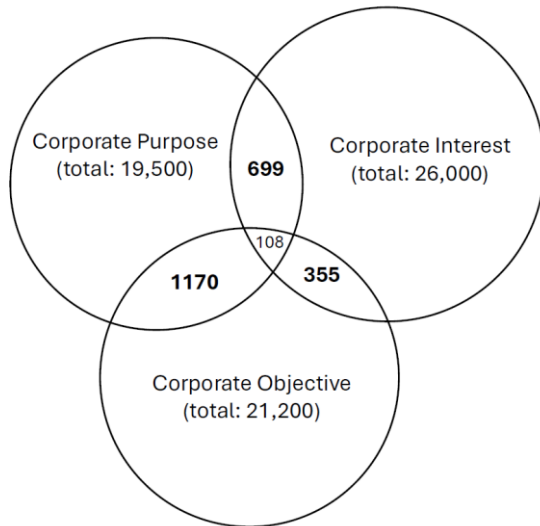 Corporate Purpose
(total: 19,500)
Corporate Interest
(total: 26,000)
699
108
1170
355
Corporate Objective
(total: 21,200)